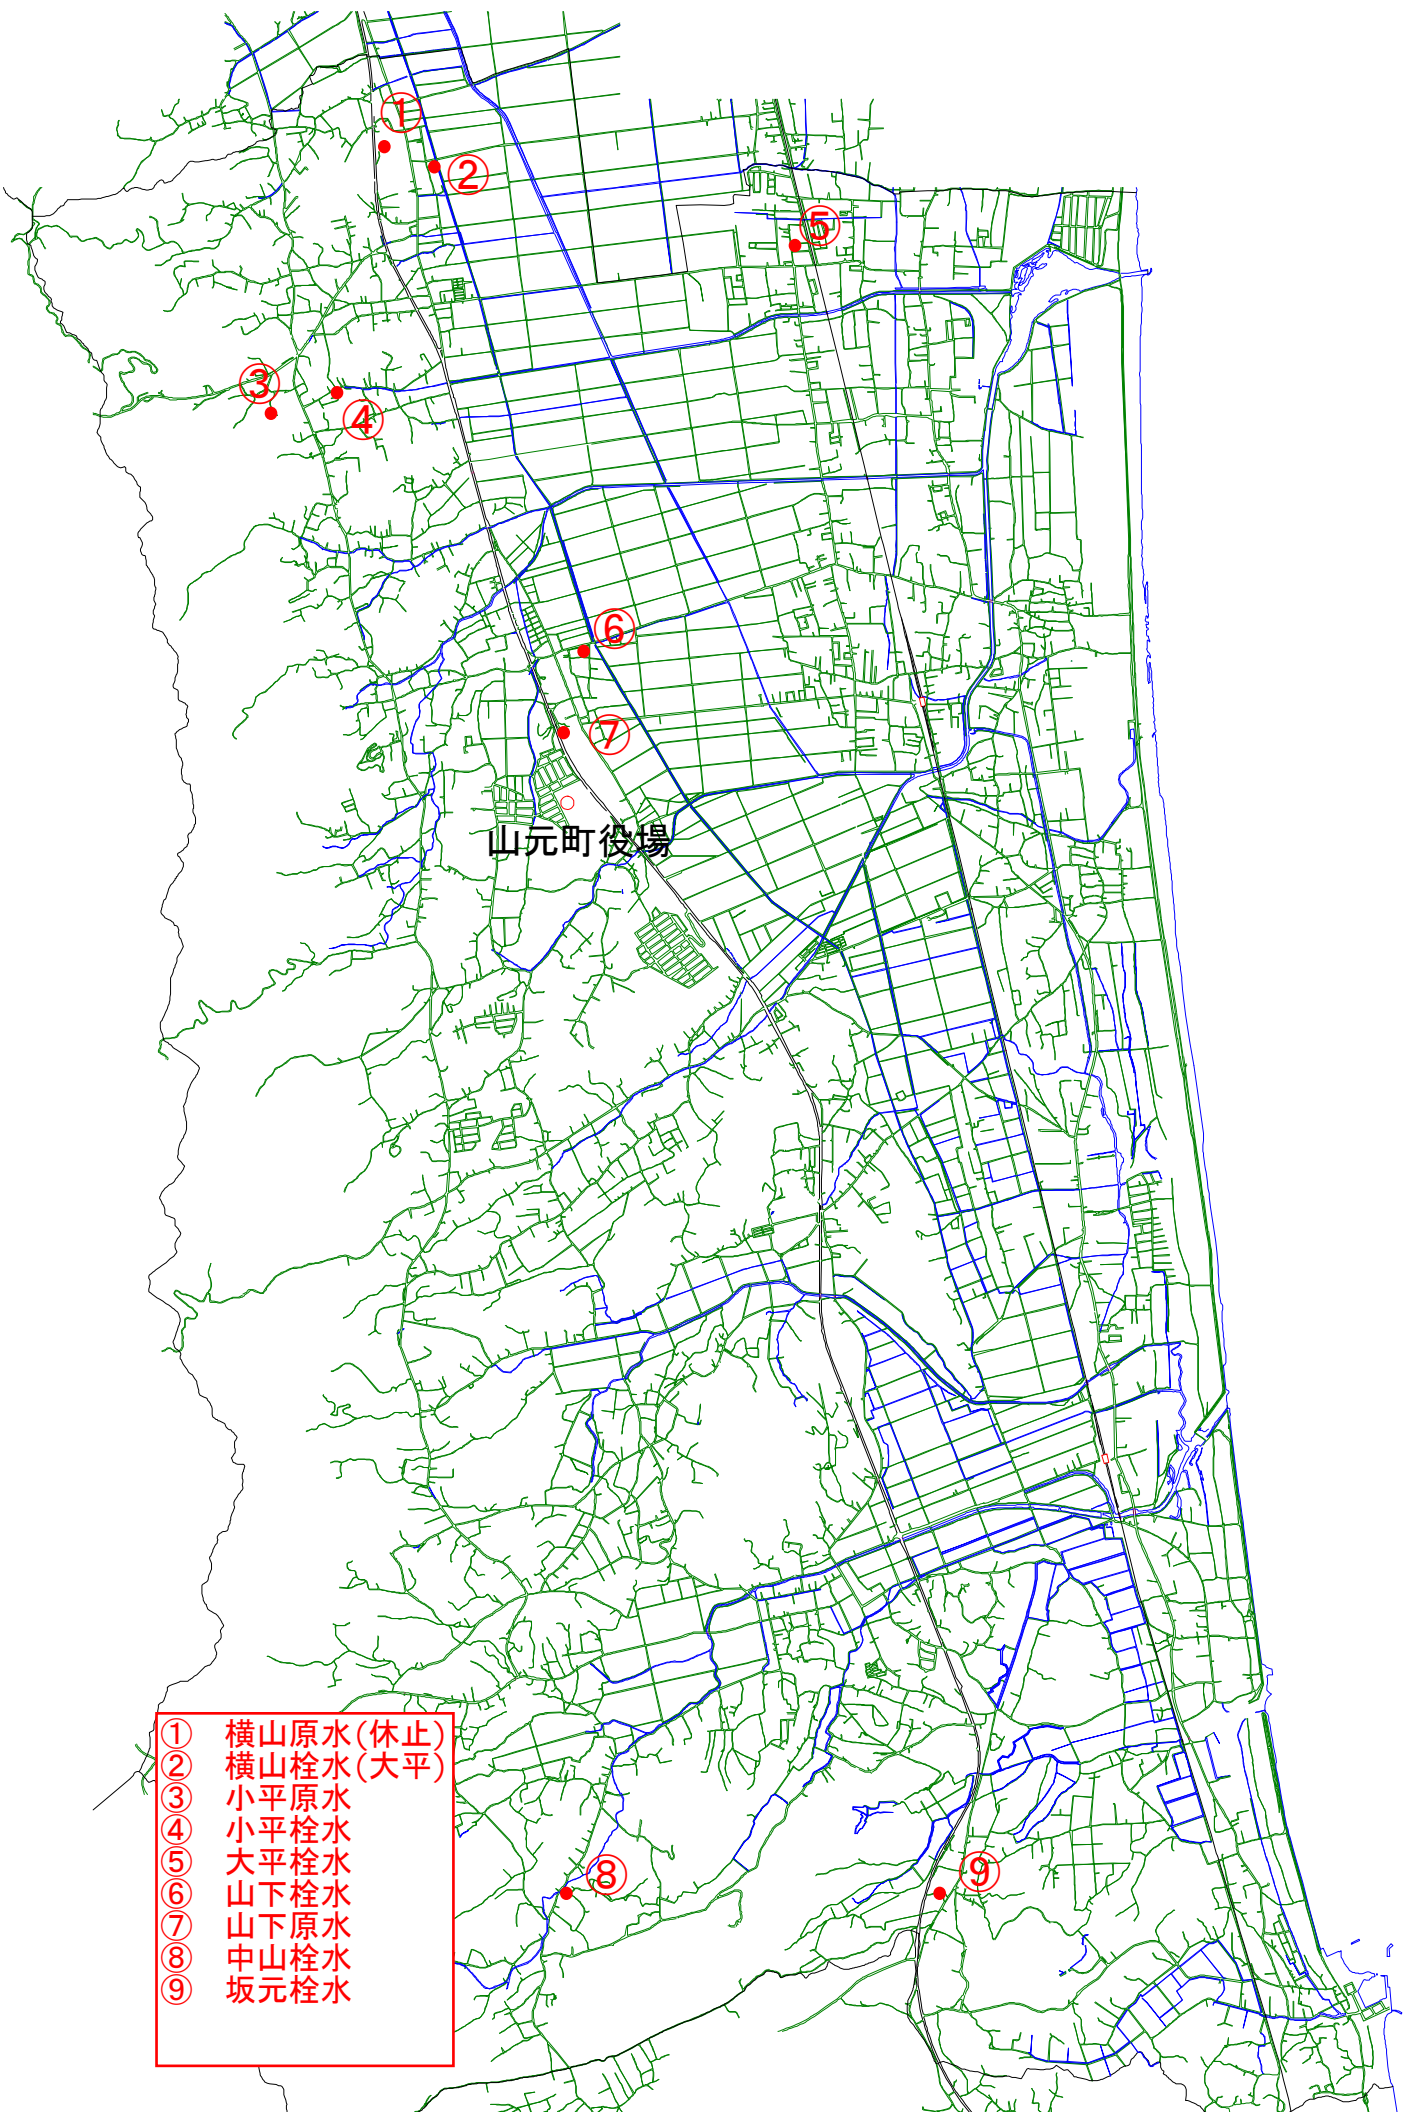 ①
②
⑤
③
④
⑥
⑦
山元町役場
⑧
⑨
① 横山原水(休止)
② 横山栓水(大平)
③ 小平原水
④ 小平栓水
⑤ 大平栓水
⑥ 山下栓水
⑦ 山下原水
⑧ 中山栓水
⑨ 坂元栓水